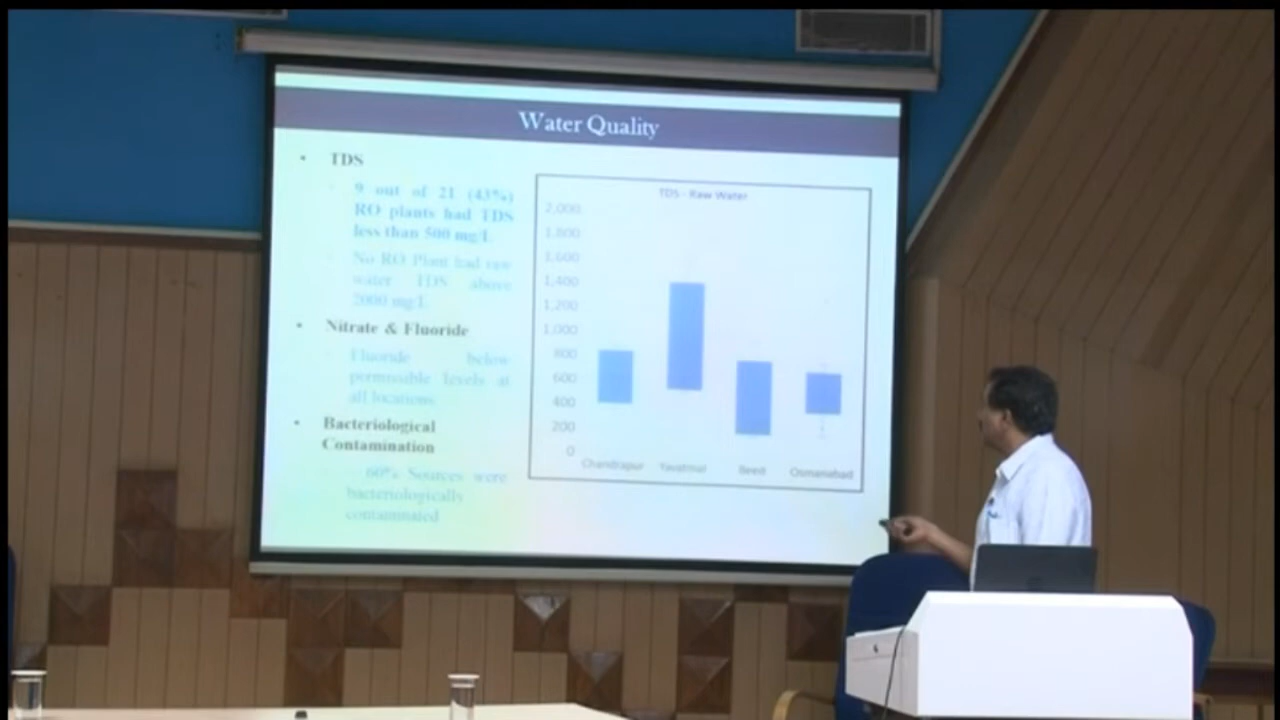 Water Quality
• TDS
9 out of 21 (43%)
RO plants had TDS
less than 500 mg/L
No RO Plant had raw
water TDS above
2000 mg/L
• Nitrate & Fluoride
Fluoride below
permissible levels at
all locations
• Bacteriological
Contamination
60% Sources were
bacteriologically
contaminated
TDS - Raw Water
2,000
1,800
1,600
1,400
1,200
1,000
800
600
400
200
0
Chandrapur Yavatmal Beed Osmanabad